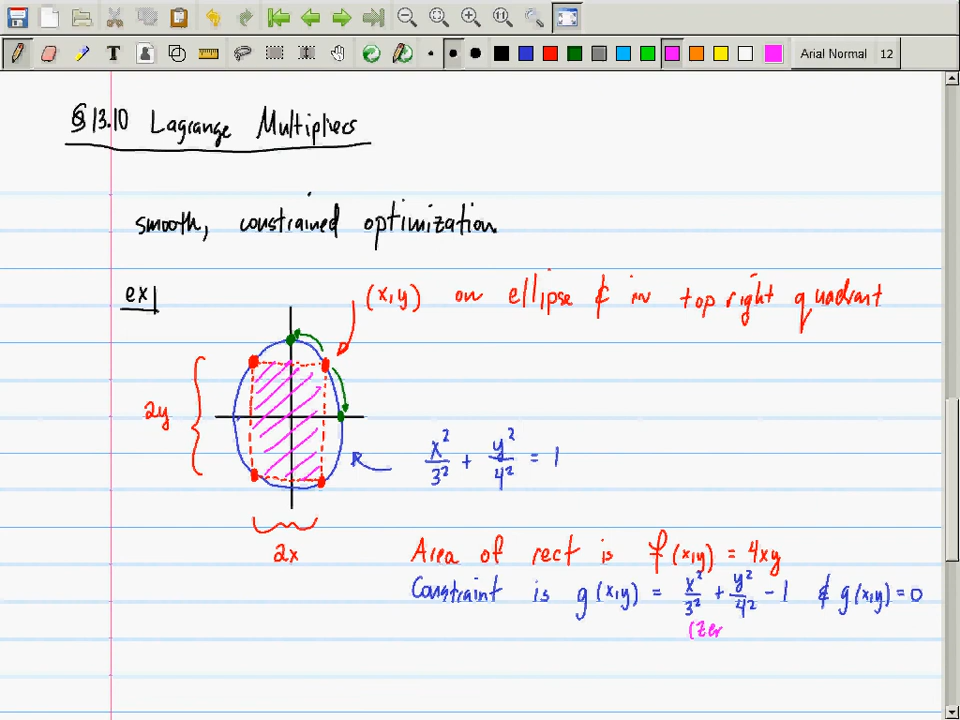 Arial Normal 12
§ 13.10 Lagrange Multipliers
smooth, constrained optimization
ex|
(x,y) on ellipse & in top right quadrant
2y
x²/3² + y²/4² = 1
2x
Area of rect is f(x,y) = 4xy
Constraint is g(x,y) = x²/3² + y²/4² - 1 & g(x,y) = 0
(zer